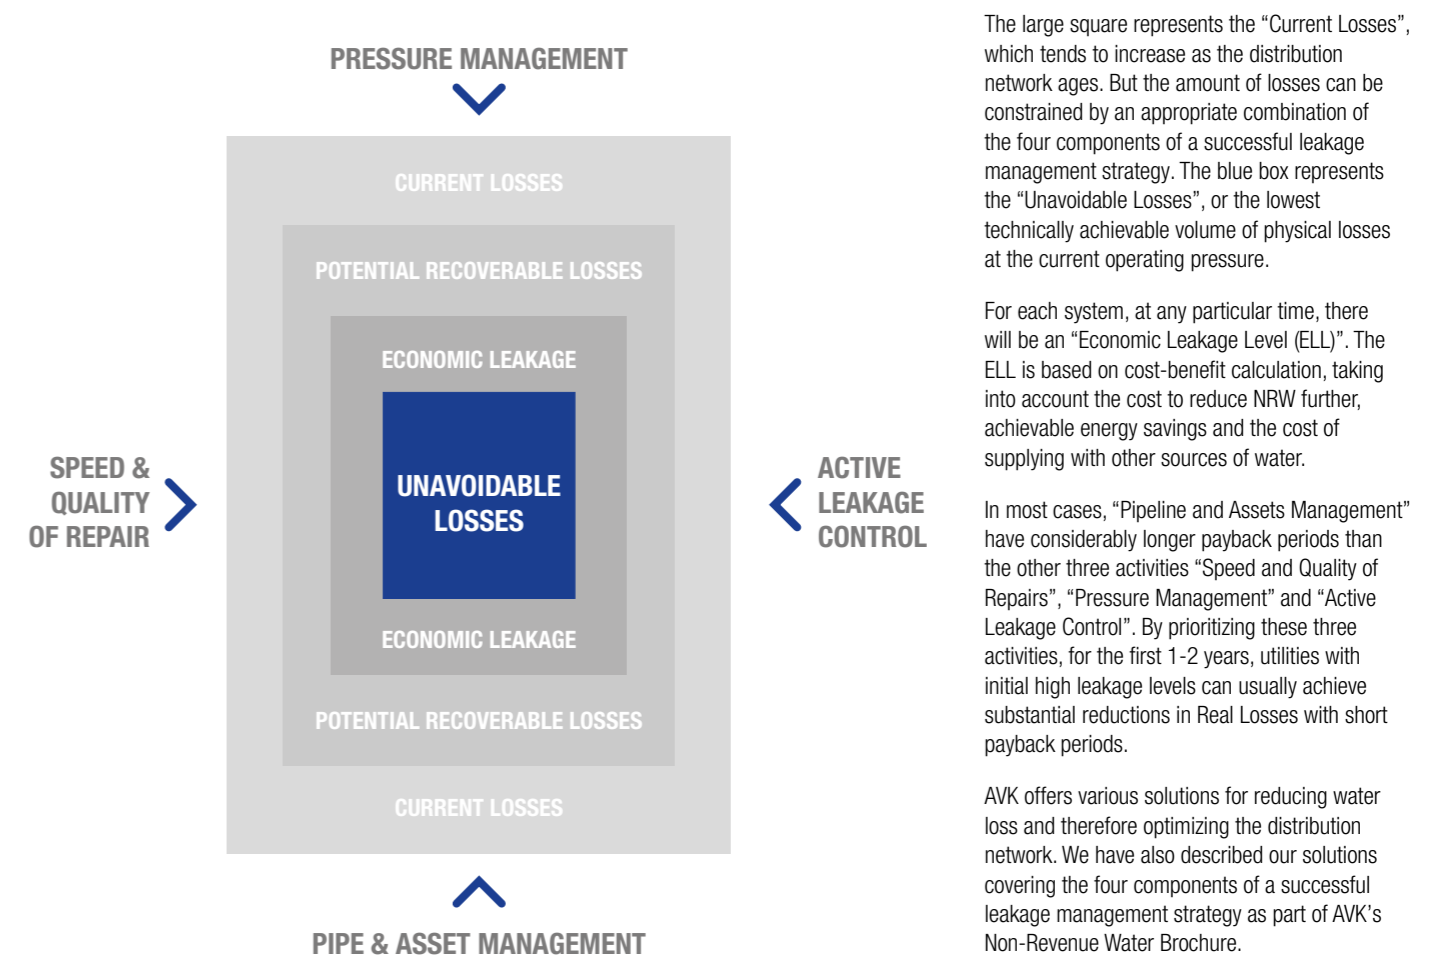 PRESSURE MANAGEMENT
CURRENT LOSSES
POTENTIAL RECOVERABLE LOSSES
ECONOMIC LEAKAGE
UNAVOIDABLE
LOSSES
ECONOMIC LEAKAGE
POTENTIAL RECOVERABLE LOSSES
CURRENT LOSSES
SPEED &
QUALITY
OF REPAIR
ACTIVE
LEAKAGE
CONTROL
PIPE & ASSET MANAGEMENT
The large square represents the “Current Losses”,
which tends to increase as the distribution
network ages. But the amount of losses can be
constrained by an appropriate combination of
the four components of a successful leakage
management strategy. The blue box represents
the “Unavoidable Losses”, or the lowest
technically achievable volume of physical losses
at the current operating pressure.
For each system, at any particular time, there
will be an “Economic Leakage Level (ELL)”. The
ELL is based on cost-benefit calculation, taking
into account the cost to reduce NRW further,
achievable energy savings and the cost of
supplying with other sources of water.
In most cases, “Pipeline and Assets Management”
have considerably longer payback periods than
the other three activities “Speed and Quality of
Repairs”, “Pressure Management” and “Active
Leakage Control”. By prioritizing these three
activities, for the first 1-2 years, utilities with
initial high leakage levels can usually achieve
substantial reductions in Real Losses with short
payback periods.
AVK offers various solutions for reducing water
loss and therefore optimizing the distribution
network. We have also described our solutions
covering the four components of a successful
leakage management strategy as part of AVK’s
Non-Revenue Water Brochure.